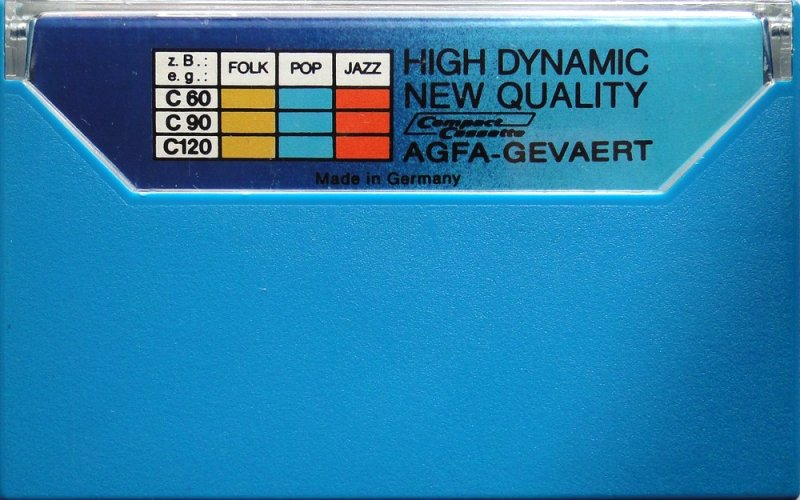 z. B.:
e. g.:
FOLK POP JAZZ
C 60
C 90
C120
HIGH DYNAMIC
NEW QUALITY
Compact
Cassette
AGFA-GEVAERT
Made in Germany